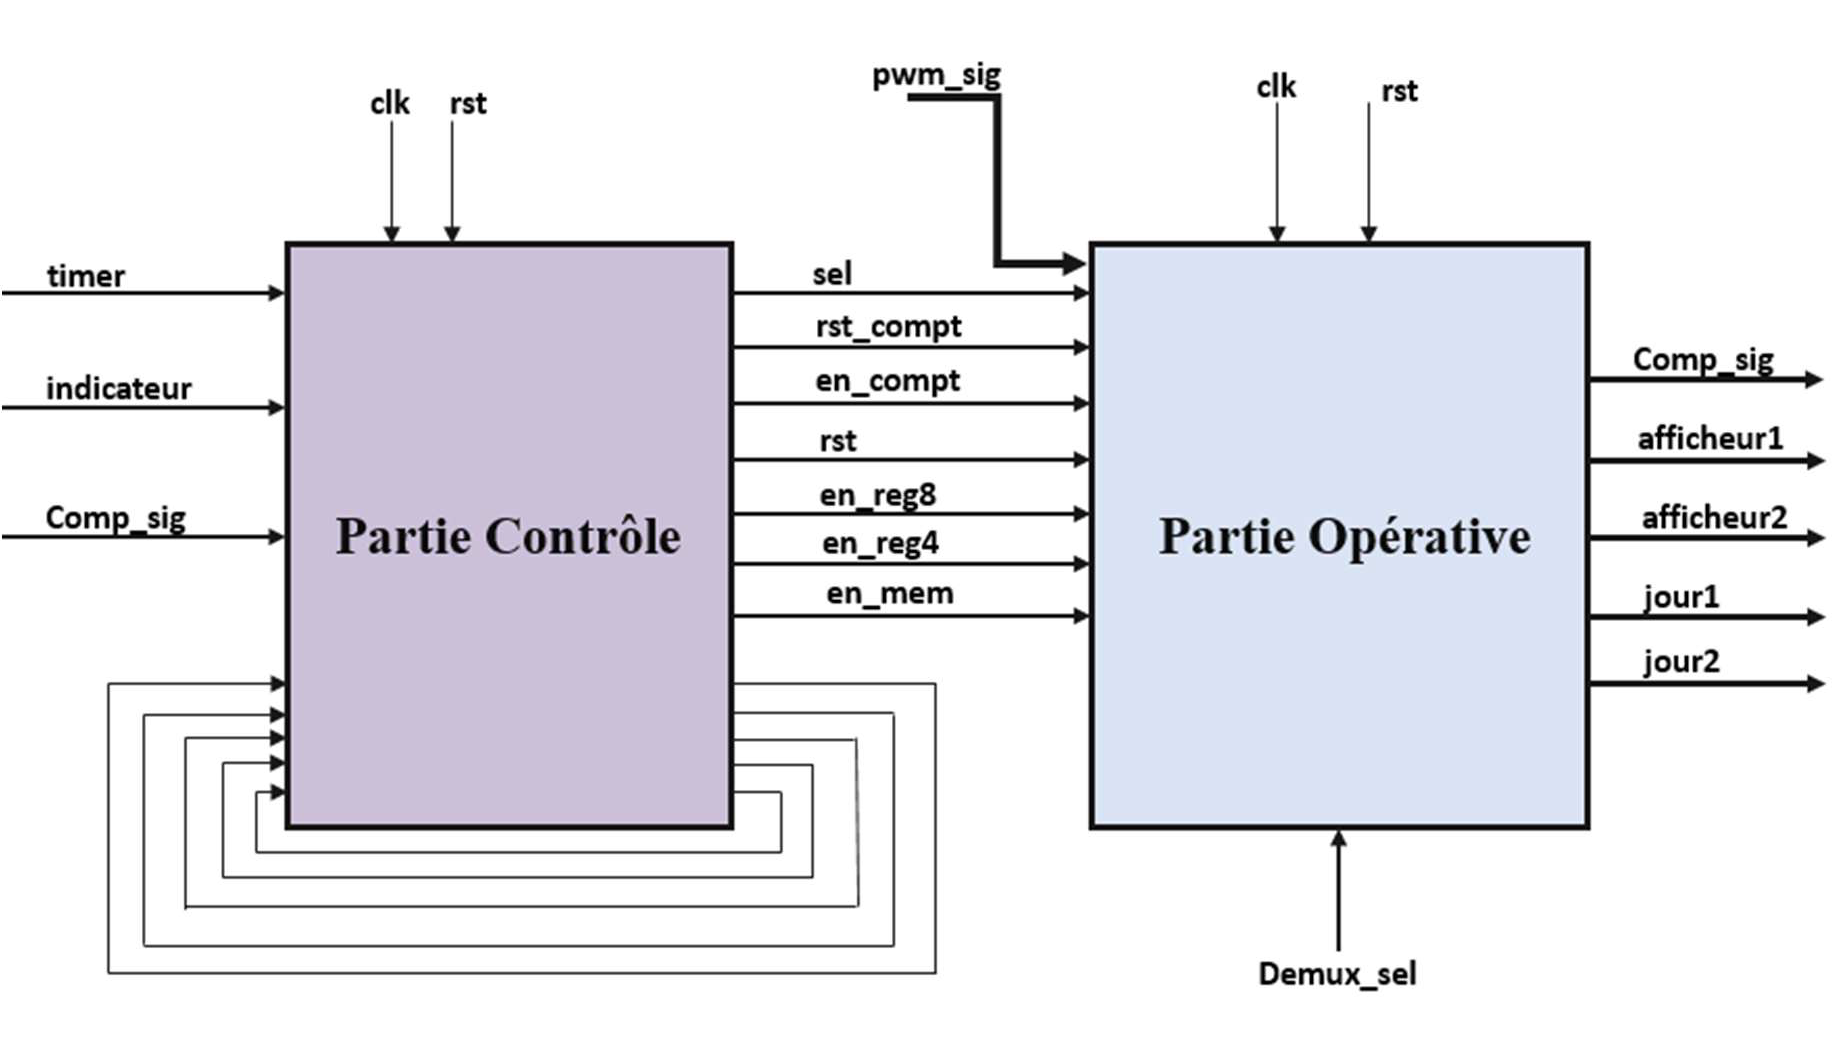 pwm_sig
clk
rst
clk
rst
timer
indicateur
Comp_sig
Partie Contrôle
sel
rst_compt
en_compt
rst
en_reg8
en_reg4
en_mem
Partie Opérative
Comp_sig
afficheur1
afficheur2
jour1
jour2
Demux_sel